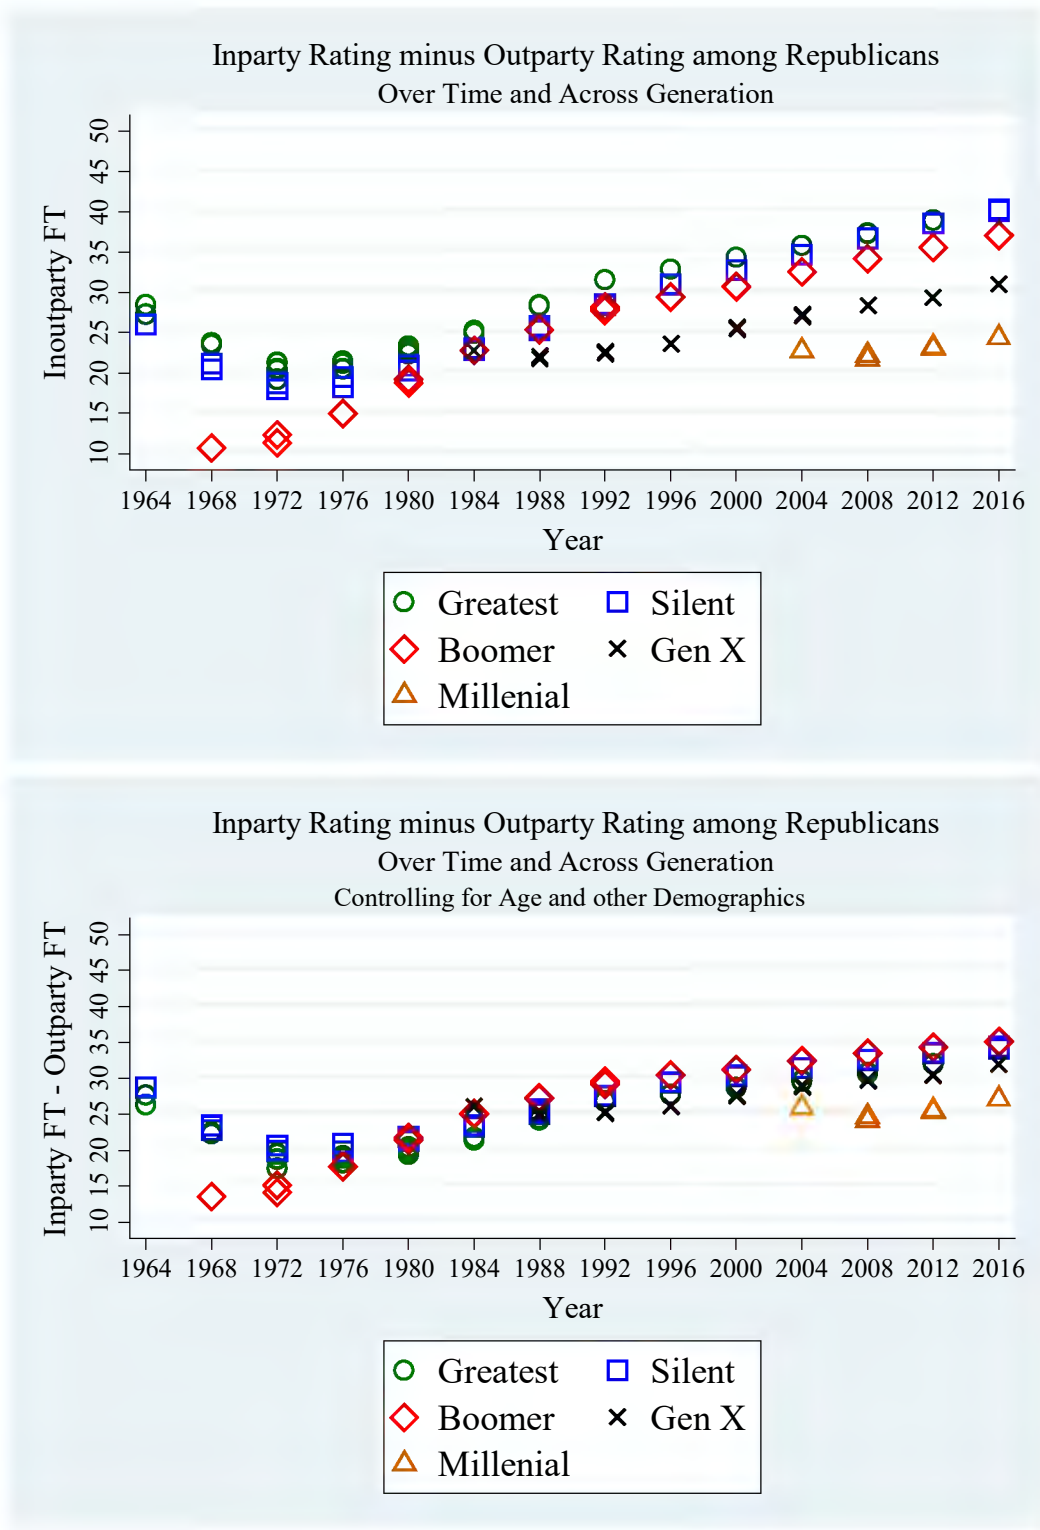 Inparty Rating minus Outparty Rating among Republicans
Over Time and Across Generation
Inoutparty FT
50
45
40
35
30
25
20
15
10
1964 1968 1972 1976 1980 1984 1988 1992 1996 2000 2004 2008 2012 2016
Year
Greatest Silent
Boomer Gen X
Millenial
Inparty Rating minus Outparty Rating among Republicans
Over Time and Across Generation
Controlling for Age and other Demographics
Inparty FT - Outparty FT
50
45
40
35
30
25
20
15
10
1964 1968 1972 1976 1980 1984 1988 1992 1996 2000 2004 2008 2012 2016
Year
Greatest Silent
Boomer Gen X
Millenial